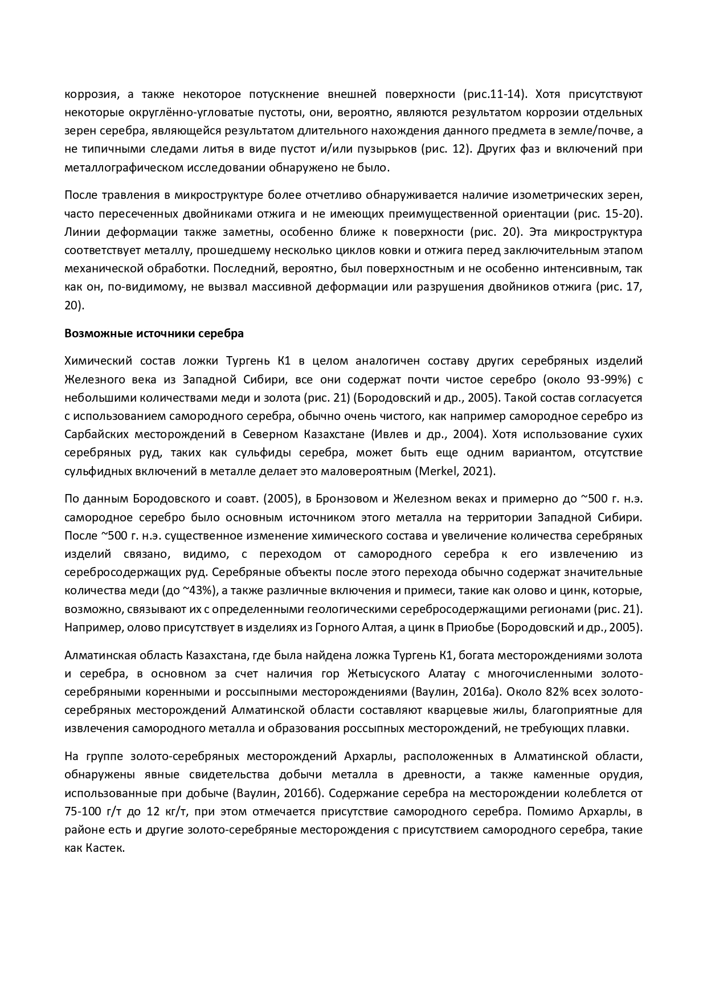 коррозия, а также некоторое потускнение внешней поверхности (рис.11-14). Хотя присутствуют
некоторые округлённо-угловатые пустоты, они, вероятно, являются результатом коррозии отдельных
зерен серебра, являющейся результатом длительного нахождения данного предмета в земле/почве, а
не типичными следами литья в виде пустот и/или пузырьков (рис. 12). Других фаз и включений при
металлографическом исследовании обнаружено не было.
После травления в микроструктуре более отчетливо обнаруживается наличие изометрических зерен,
часто пересеченных двойниками отжига и не имеющих преимущественной ориентации (рис. 15-20).
Линии деформации также заметны, особенно ближе к поверхности (рис. 20). Эта микроструктура
соответствует металлу, прошедшему несколько циклов ковки и отжига перед заключительным этапом
механической обработки. Последний, вероятно, был поверхностным и не особенно интенсивным, так
как он, по-видимому, не вызвал массивной деформации или разрушения двойников отжига (рис. 17,
20).
Возможные источники серебра
Химический состав ложки Тургень К1 в целом аналогичен составу других серебряных изделий
Железного века из Западной Сибири, все они содержат почти чистое серебро (около 93-99%) с
небольшими количествами меди и золота (рис. 21) (Бородовский и др., 2005). Такой состав согласуется
с использованием самородного серебра, обычно очень чистого, как например самородное серебро из
Сарбайских месторождений в Северном Казахстане (Ивлев и др., 2004). Хотя использование сухих
серебряных руд, таких как сульфиды серебра, может быть еще одним вариантом, отсутствие
сульфидных включений в металле делает это маловероятным (Merkel, 2021).
По данным Бородовского и соавт. (2005), в Бронзовом и Железном веках и примерно до ~500 г. н.э.
самородное серебро было основным источником этого металла на территории Западной Сибири.
После ~500 г. н.э. существенное изменение химического состава и увеличение количества серебряных
изделий связано, видимо, с переходом от самородного серебра к его извлечению из
серебросодержащих руд. Серебряные объекты после этого перехода обычно содержат значительные
количества меди (до ~43%), а также различные включения и примеси, такие как олово и цинк, которые,
возможно, связывают их с определенными геологическими серебросодержащими регионами (рис. 21).
Например, олово присутствует в изделиях из Горного Алтая, а цинк в Приобье (Бородовский и др., 2005).
Алматинская область Казахстана, где была найдена ложка Тургень К1, богата месторождениями золота
и серебра, в основном за счет наличия гор Жетысуского Алатау с многочисленными золото-
серебряными коренными и россыпными месторождениями (Ваулин, 2016а). Около 82% всех золото-
серебряных месторождений Алматинской области составляют кварцевые жилы, благоприятные для
извлечения самородного металла и образования россыпных месторождений, не требующих плавки.
На группе золото-серебряных месторождений Архарлы, расположенных в Алматинской области,
обнаружены явные свидетельства добычи металла в древности, а также каменные орудия,
использованные при добыче (Ваулин, 2016б). Содержание серебра на месторождении колеблется от
75-100 г/т до 12 кг/т, при этом отмечается присутствие самородного серебра. Помимо Архарлы, в
районе есть и другие золото-серебряные месторождения с присутствием самородного серебра, такие
как Кастек.